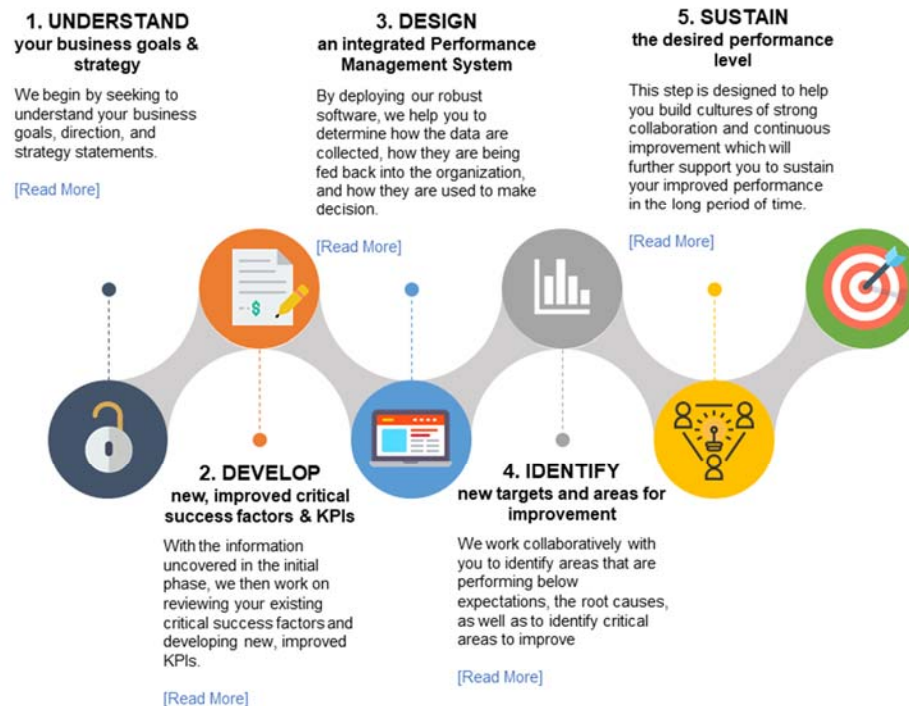 1. UNDERSTAND
your business goals &
strategy
We begin by seeking to
understand your business
goals, direction, and
strategy statements.
[Read More]
2. DEVELOP
new, improved critical
success factors & KPIs
With the information
uncovered in the initial
phase, we then work on
reviewing your existing
critical success factors and
developing new, improved
KPIs.
[Read More]
3. DESIGN
an integrated Performance
Management System
By deploying our robust
software, we help you to
determine how the data are
collected, how they are being
fed back into the organization,
and how they are used to make
decision.
[Read More]
4. IDENTIFY
new targets and areas for
improvement
We work collaboratively with
you to identify areas that are
performing below
expectations, the root causes,
as well as to identify critical
areas to improve
[Read More]
5. SUSTAIN
the desired performance
level
This step is designed to help
you build cultures of strong
collaboration and continuous
improvement which will
further support you to sustain
your improved performance
in the long period of time.
[Read More]
$